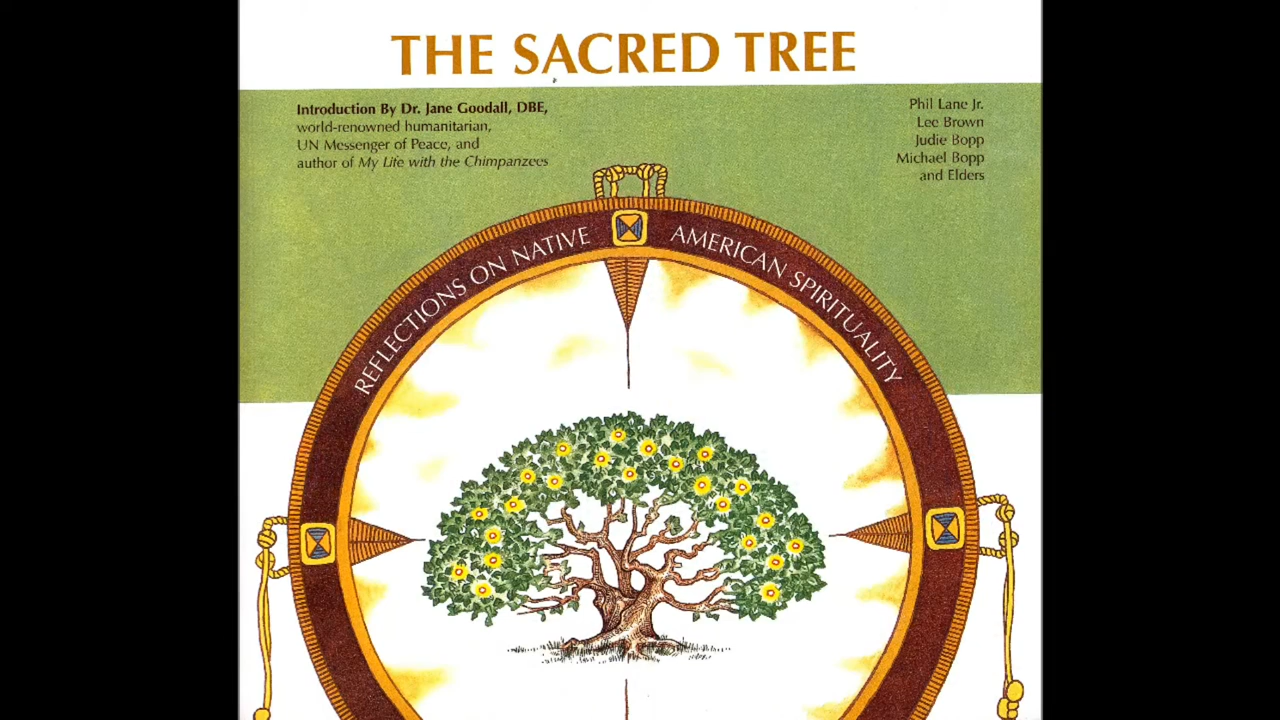 THE SACRED TREE
Introduction By Dr. Jane Goodall, DBE,
world-renowned humanitarian,
UN Messenger of Peace, and
author of My Life with the Chimpanzees
Phil Lane Jr.
Lee Brown
Judie Bopp
Michael Bopp
and Elders
REFLECTIONS ON NATIVE AMERICAN SPIRITUALITY